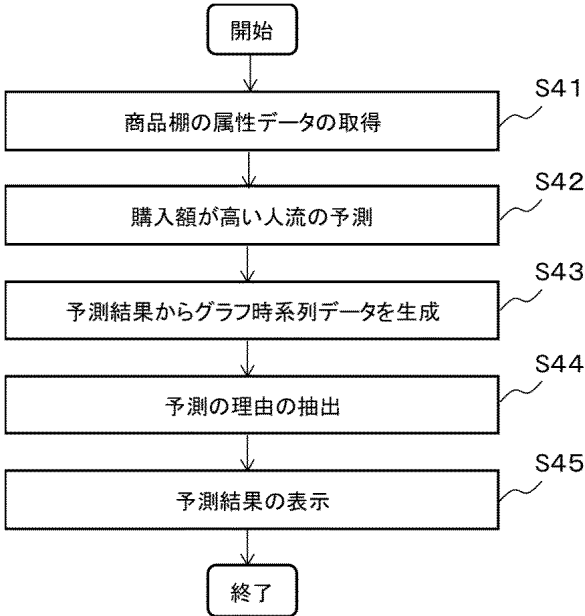 開始
S41
商品棚の属性データの取得
S42
購入額が高い人流の予測
S43
予測結果からグラフ時系列データを生成
S44
予測の理由の抽出
S45
予測結果の表示
終了